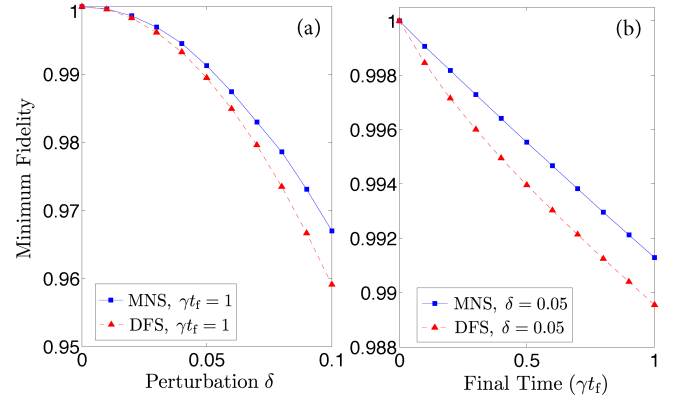 (a)
1
0.99
0.98
0.97
0.96
0.95
0 0.05 0.1
Minimum Fidelity
Perturbation δ
MNS, γt_f = 1
DFS, γt_f = 1
(b)
1
0.998
0.996
0.994
0.992
0.99
0.988
0 0.5 1
Final Time (γt_f)
MNS, δ = 0.05
DFS, δ = 0.05